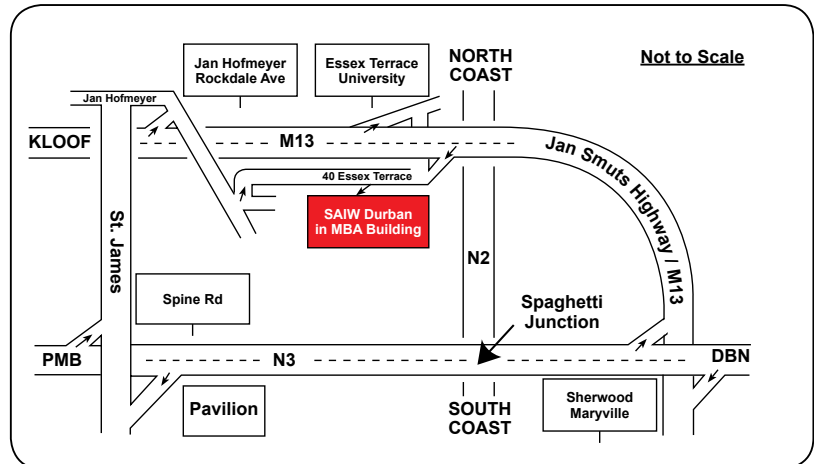 Jan Hofmeyer
Rockdale Ave
Essex Terrace
University
NORTH
COAST
Not to Scale
Jan Hofmeyer
KLOOF
M13
Jan Smuts Highway / M13
40 Essex Terrace
SAIW Durban
in MBA Building
St. James
N2
Spine Rd
Spaghetti
Junction
PMB
N3
DBN
Pavilion
SOUTH
COAST
Sherwood
Maryville